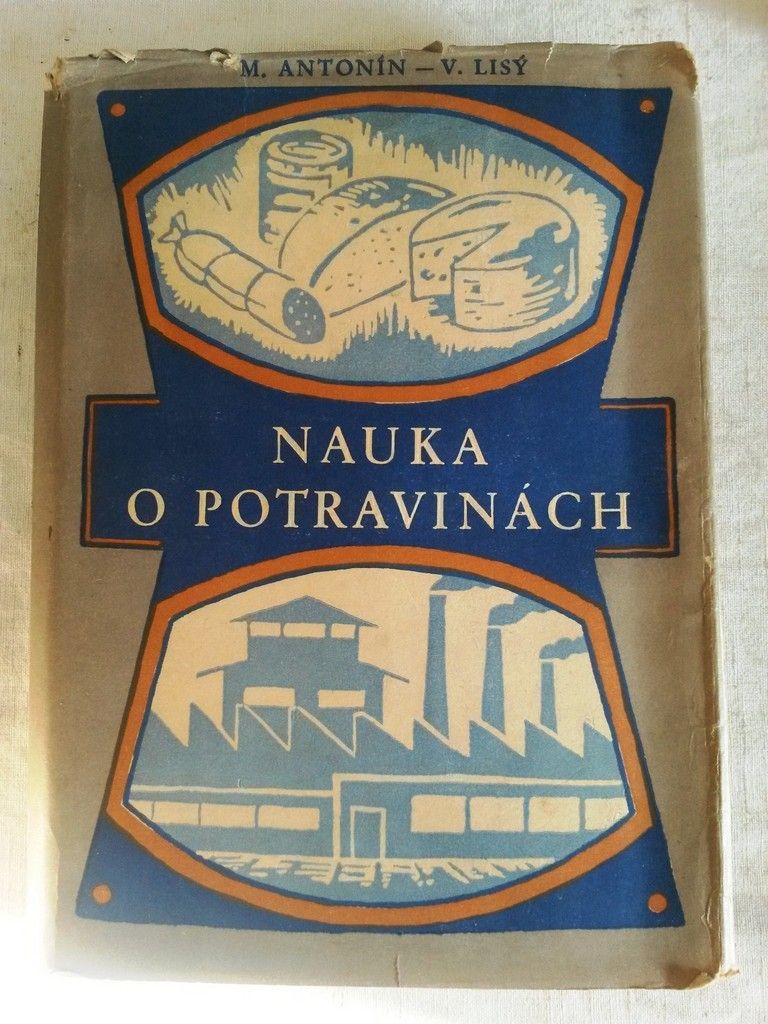 M. ANTONÍN – V. LISÝ
NAUKA
O POTRAVINÁCH